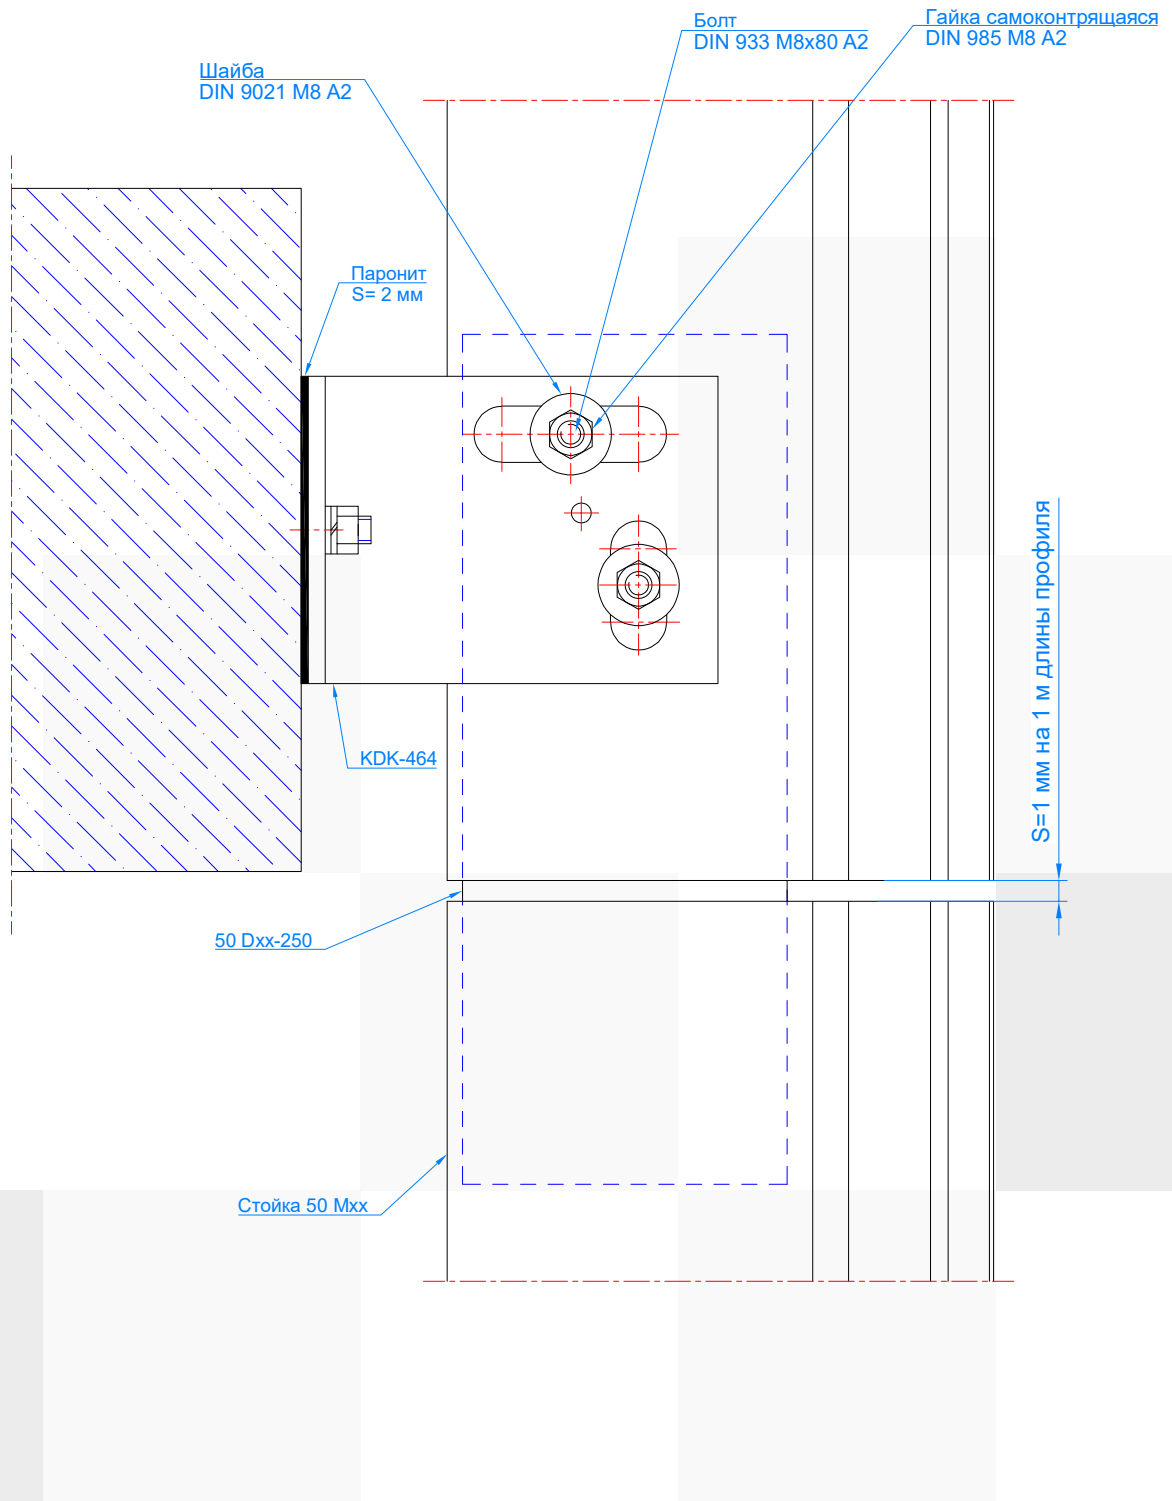 Болт
DIN 933 M8x80 A2
Гайка самоконтрящаяся
DIN 985 M8 A2
Шайба
DIN 9021 M8 A2
Паронит
S= 2 мм
S=1 мм на 1 м длины профиля
KDK-464
50 Dxx-250
Стойка 50 Mxx